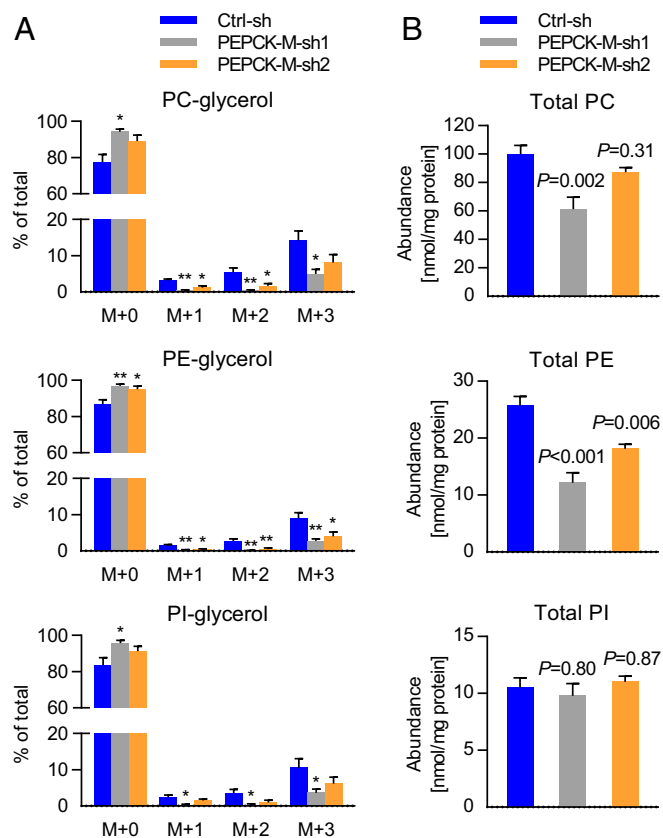 A
Ctrl-sh
PEPCK-M-sh1
PEPCK-M-sh2
PC-glycerol
% of total
100
80
60
20
10
0
*
** *
** *
*
M+0 M+1 M+2 M+3
PE-glycerol
% of total
100
80
60
20
10
0
** *
** *
** **
** *
M+0 M+1 M+2 M+3
PI-glycerol
% of total
100
80
60
20
10
0
*
*
*
*
M+0 M+1 M+2 M+3
B
Ctrl-sh
PEPCK-M-sh1
PEPCK-M-sh2
Total PC
Abundance
[nmol/mg protein]
120
100
80
60
40
20
0
P=0.002
P=0.31
Total PE
Abundance
[nmol/mg protein]
30
20
10
0
P<0.001
P=0.006
Total PI
Abundance
[nmol/mg protein]
15
10
5
0
P=0.80
P=0.87